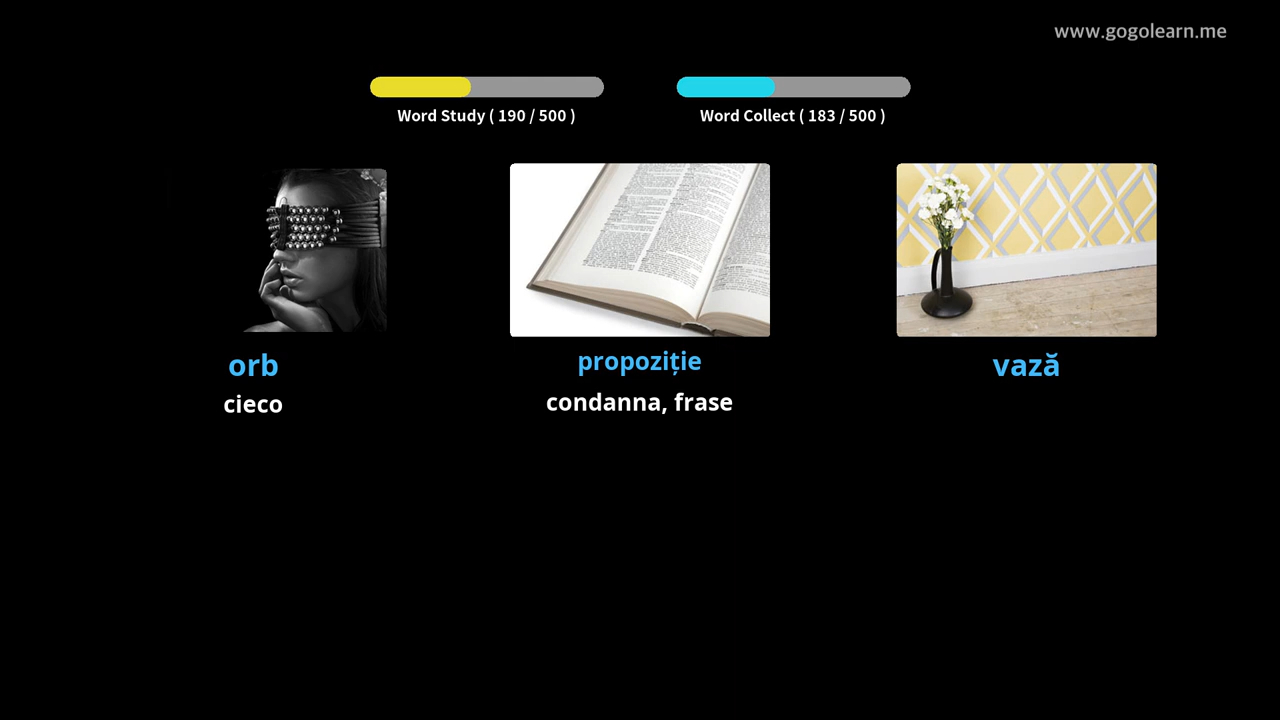 www.gogolearn.me
Word Study ( 190 / 500 )
Word Collect ( 183 / 500 )
orb
propoziție
vază
cieco
condanna, frase